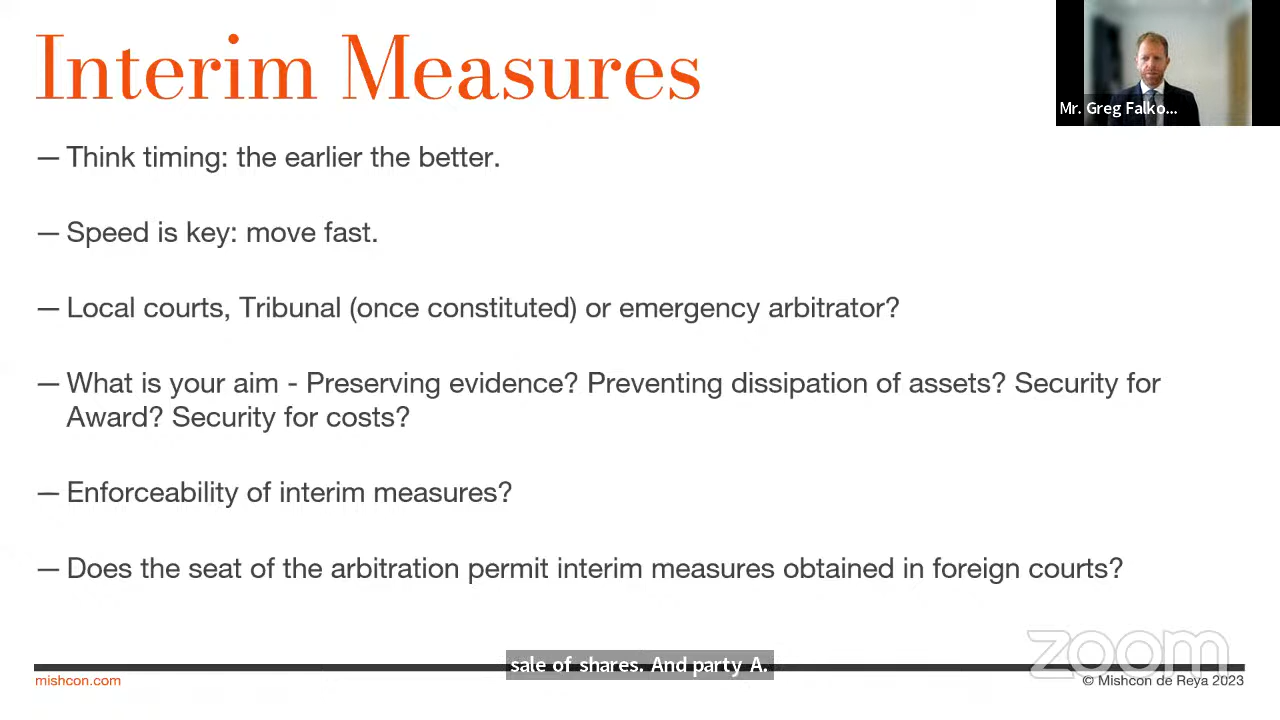 Interim Measures
Mr. Greg Falko...
— Think timing: the earlier the better.
— Speed is key: move fast.
— Local courts, Tribunal (once constituted) or emergency arbitrator?
— What is your aim - Preserving evidence? Preventing dissipation of assets? Security for
Award? Security for costs?
— Enforceability of interim measures?
— Does the seat of the arbitration permit interim measures obtained in foreign courts?
zoom
sale of shares. And party A.
mishcon.com
© Mishcon de Reya 2023